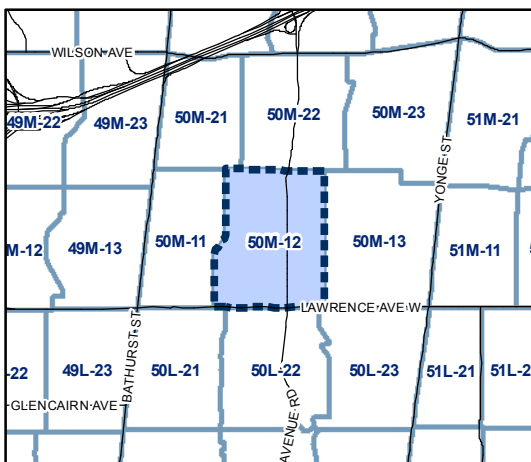 WILSON AVE
49M-22
49M-23
50M-21
50M-22
50M-23
51M-21
YONGE ST
M-12
49M-13
50M-11
50M-12
50M-13
51M-11
5
LAWRENCE AVE W
BATHURST ST
-22
49L-23
50L-21
50L-22
50L-23
51L-21
51L-2
GLENCAIRN AVE
AVENUE RD